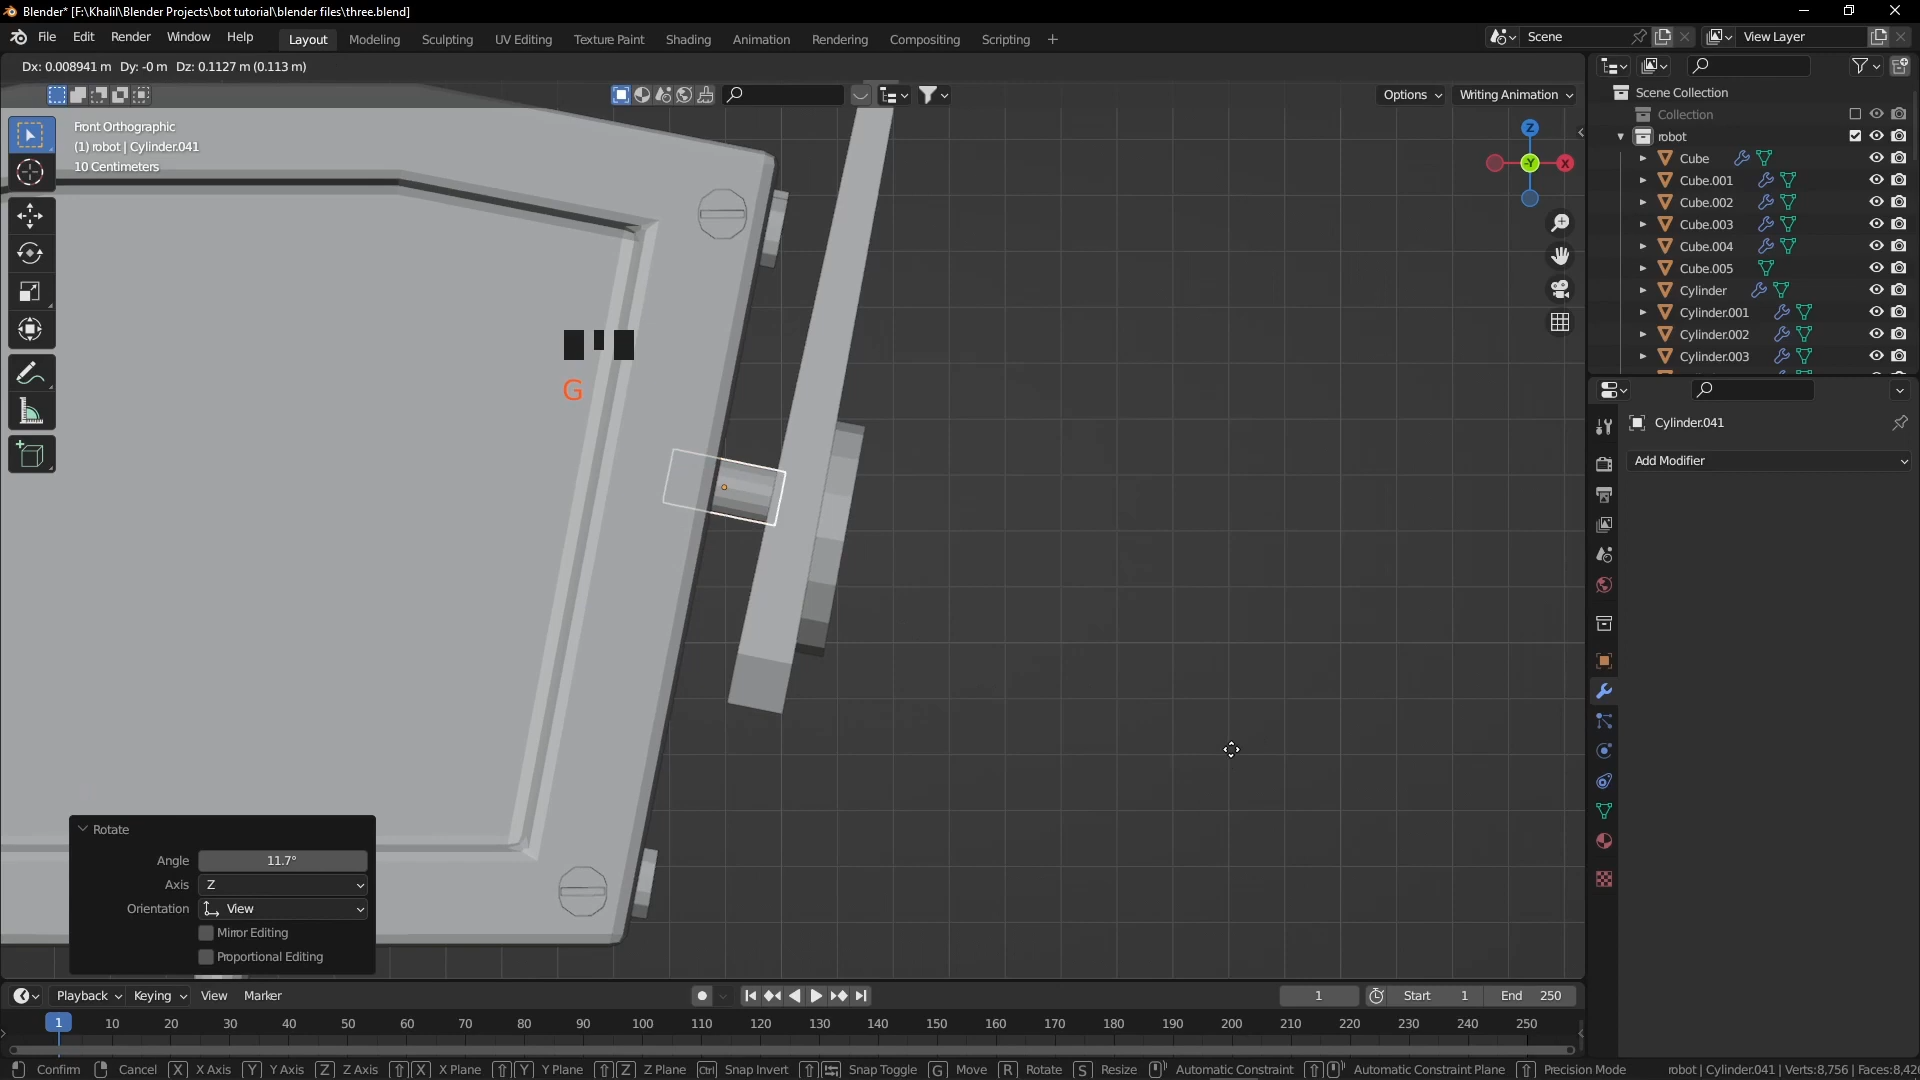 Blender* [F:\Khalil\Blender Projects\bot tutorial\blender files\three.blend]
File Edit Render Window Help Layout Modeling Sculpting UV Editing Texture Paint Shading Animation Rendering Compositing Scripting + Scene View Layer
Dx: 0.008941 m Dy: -0 m Dz: 0.1127 m (0.113 m)
Options Writing Animation
Scene Collection
Collection
robot
Cube
Cube.001
Cube.002
Cube.003
Cube.004
Cube.005
Cylinder
Cylinder.001
Cylinder.002
Cylinder.003
Front Orthographic
(1) robot | Cylinder.041
10 Centimeters
Z
-Y
X
G
Cylinder.041
Add Modifier
Rotate
Angle 11.7°
Axis Z
Orientation View
Mirror Editing
Proportional Editing
Playback Keying View Marker 1 Start 1 End 250
1 10 20 30 40 50 60 70 80 90 100 110 120 130 140 150 160 170 180 190 200 210 220 230 240 250
Confirm Cancel X X Axis Y Y Axis Z Z Axis X X Plane Y Y Plane Z Z Plane Ctrl Snap Invert Snap Toggle G Move R Rotate S Resize Automatic Constraint Automatic Constraint Plane Precision Mode robot | Cylinder.041 | Verts:8,756 | Faces:8,42